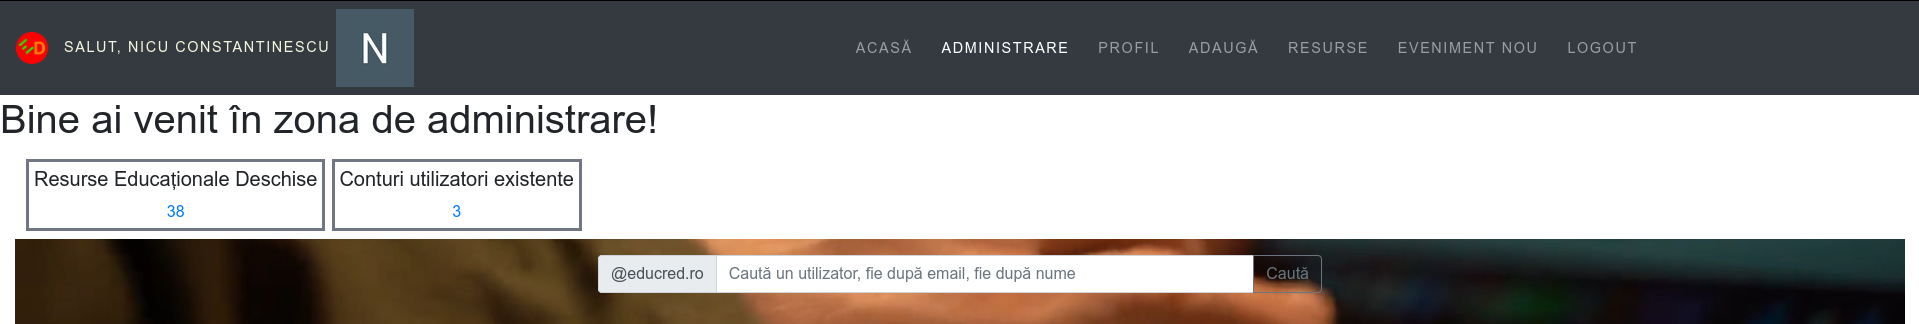 SALUT, NICU CONSTANTINESCU N ACASĂ ADMINISTRARE PROFIL ADAUGĂ RESURSE EVENIMENT NOU LOGOUT
Bine ai venit în zona de administrare!
Resurse Educaționale Deschise Conturi utilizatori existente
38 3
@educred.ro Caută un utilizator, fie după email, fie după nume Caută